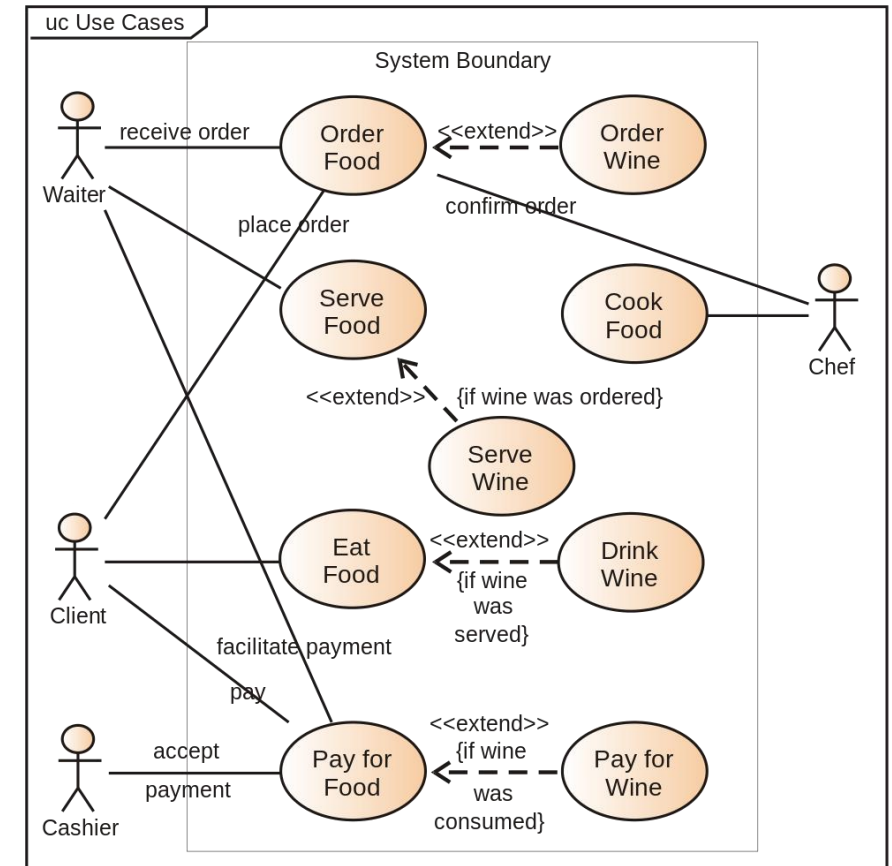 uc Use Cases
System Boundary
Order
Food
<<extend>>
Order
Wine
receive order
Waiter
place order
confirm order
Serve
Food
Cook
Food
Chef
<<extend>>
{if wine was ordered}
Serve
Wine
Eat
Food
<<extend>>
{if wine
was
served}
Drink
Wine
Client
facilitate payment
pay
accept
payment
Pay for
Food
<<extend>>
{if wine
was
consumed}
Pay for
Wine
Cashier